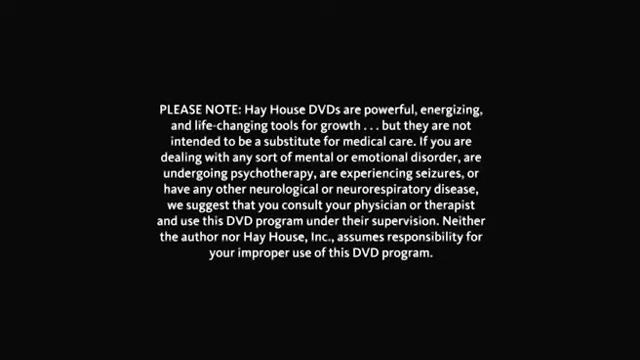 PLEASE NOTE: Hay House DVDs are powerful, energizing,
and life-changing tools for growth . . . but they are not
intended to be a substitute for medical care. If you are
dealing with any sort of mental or emotional disorder, are
undergoing psychotherapy, are experiencing seizures, or
have any other neurological or neurorespiratory disease,
we suggest that you consult your physician or therapist
and use this DVD program under their supervision. Neither
the author nor Hay House, Inc., assumes responsibility for
your improper use of this DVD program.